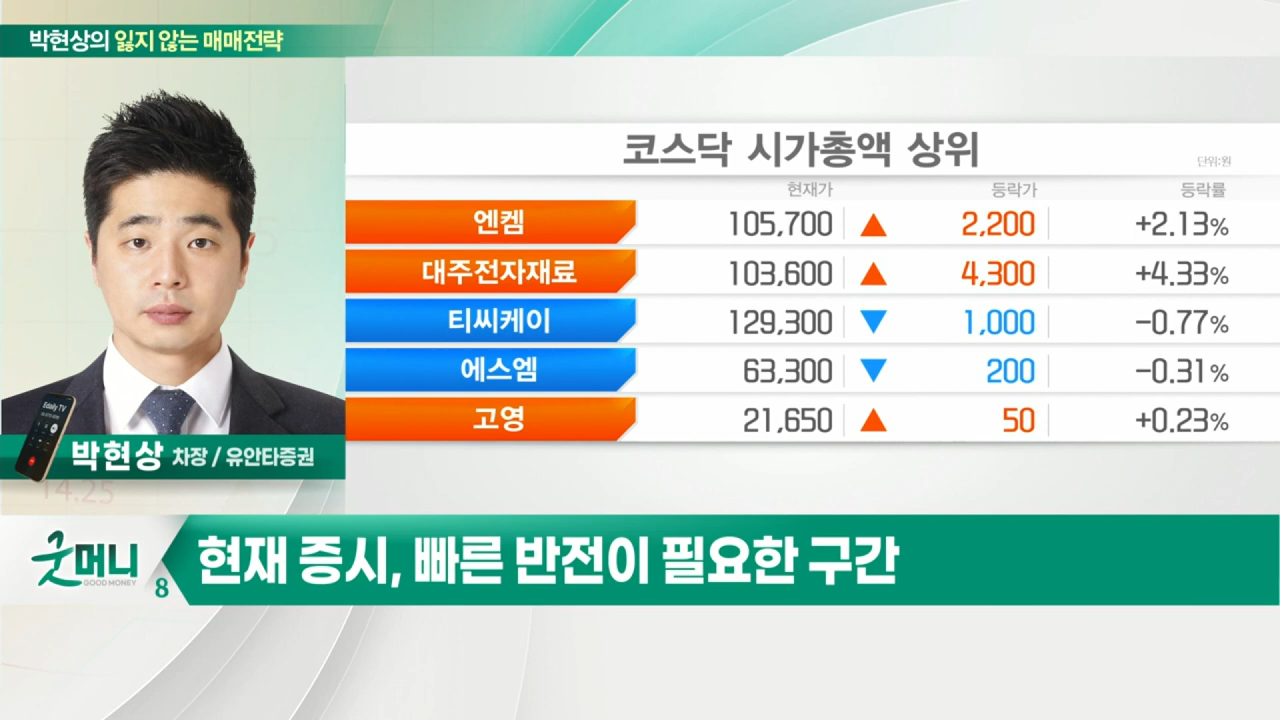 박현상의 잃지 않는 매매전략
코스닥 시가총액 상위
단위:원
현재가 등락가 등락률
엔켐 105,700 ▲ 2,200 +2.13%
대주전자재료 103,600 ▲ 4,300 +4.33%
티씨케이 129,300 ▼ 1,000 -0.77%
에스엠 63,300 ▼ 200 -0.31%
고영 21,650 ▲ 50 +0.23%
Edaily TV
박현상 차장 / 유안타증권
14.25
굿머니
GOOD MONEY
8
현재 증시, 빠른 반전이 필요한 구간